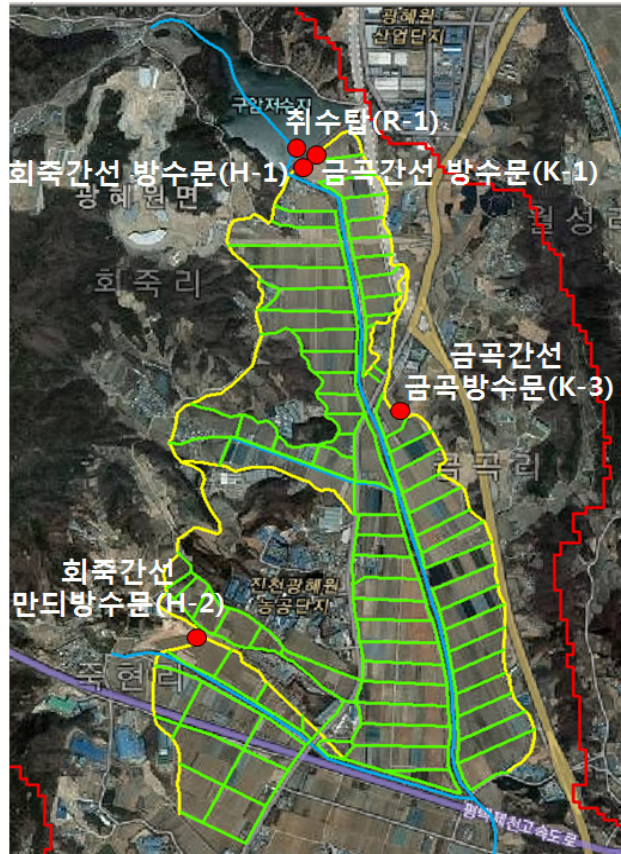 광혜원
산업단지
구암저수지
취수탑(R-1)
회죽간선 방수문(H-1)
금곡간선 방수문(K-1)
광혜원면
월성리
회죽리
금곡간선
금곡방수문(K-3)
금곡리
회죽간선
만듸방수문(H-2)
진천광혜원
농공단지
죽현리
평택제천고속도로